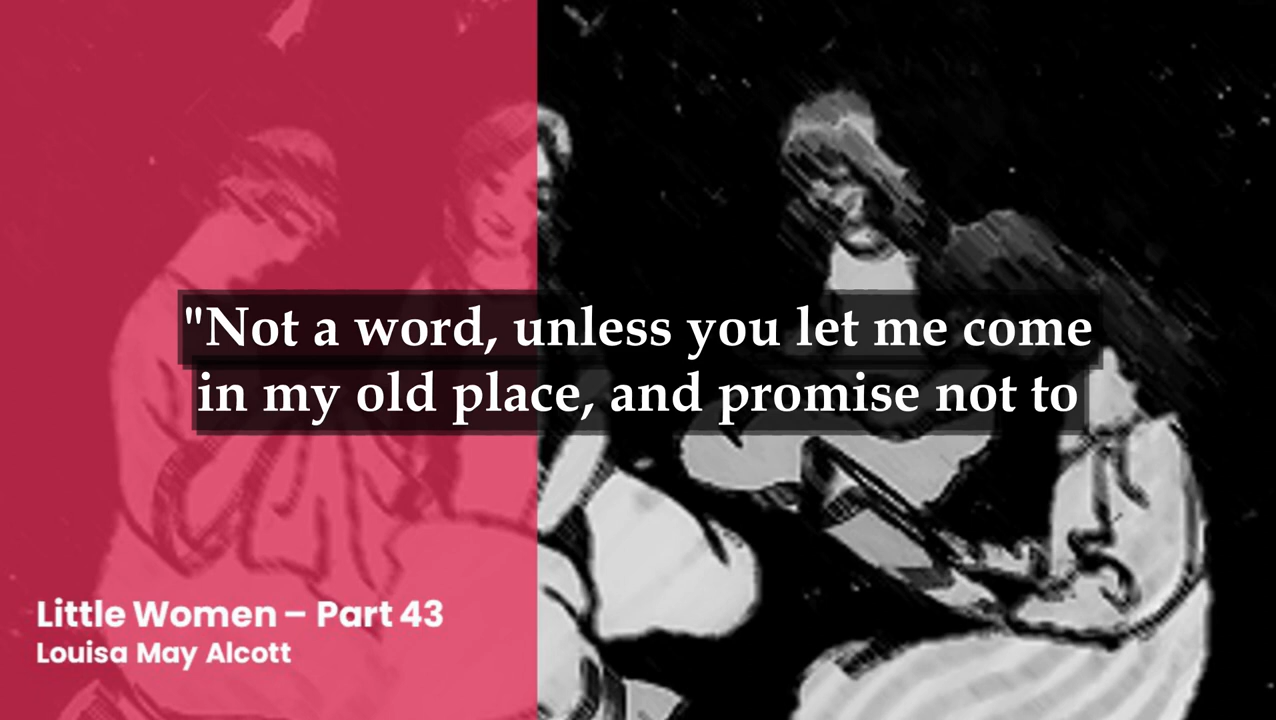 "Not a word, unless you let me come
in my old place, and promise not to
Little Women – Part 43
Louisa May Alcott